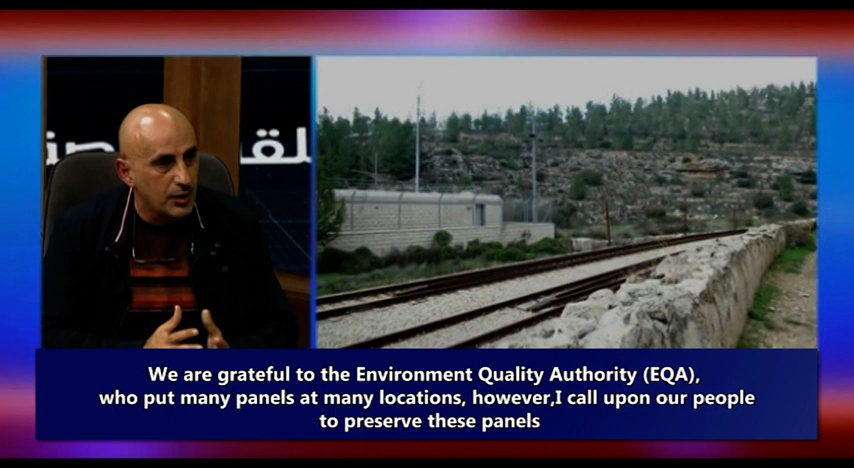 We are grateful to the Environment Quality Authority (EQA),
who put many panels at many locations, however,I call upon our people
to preserve these panels